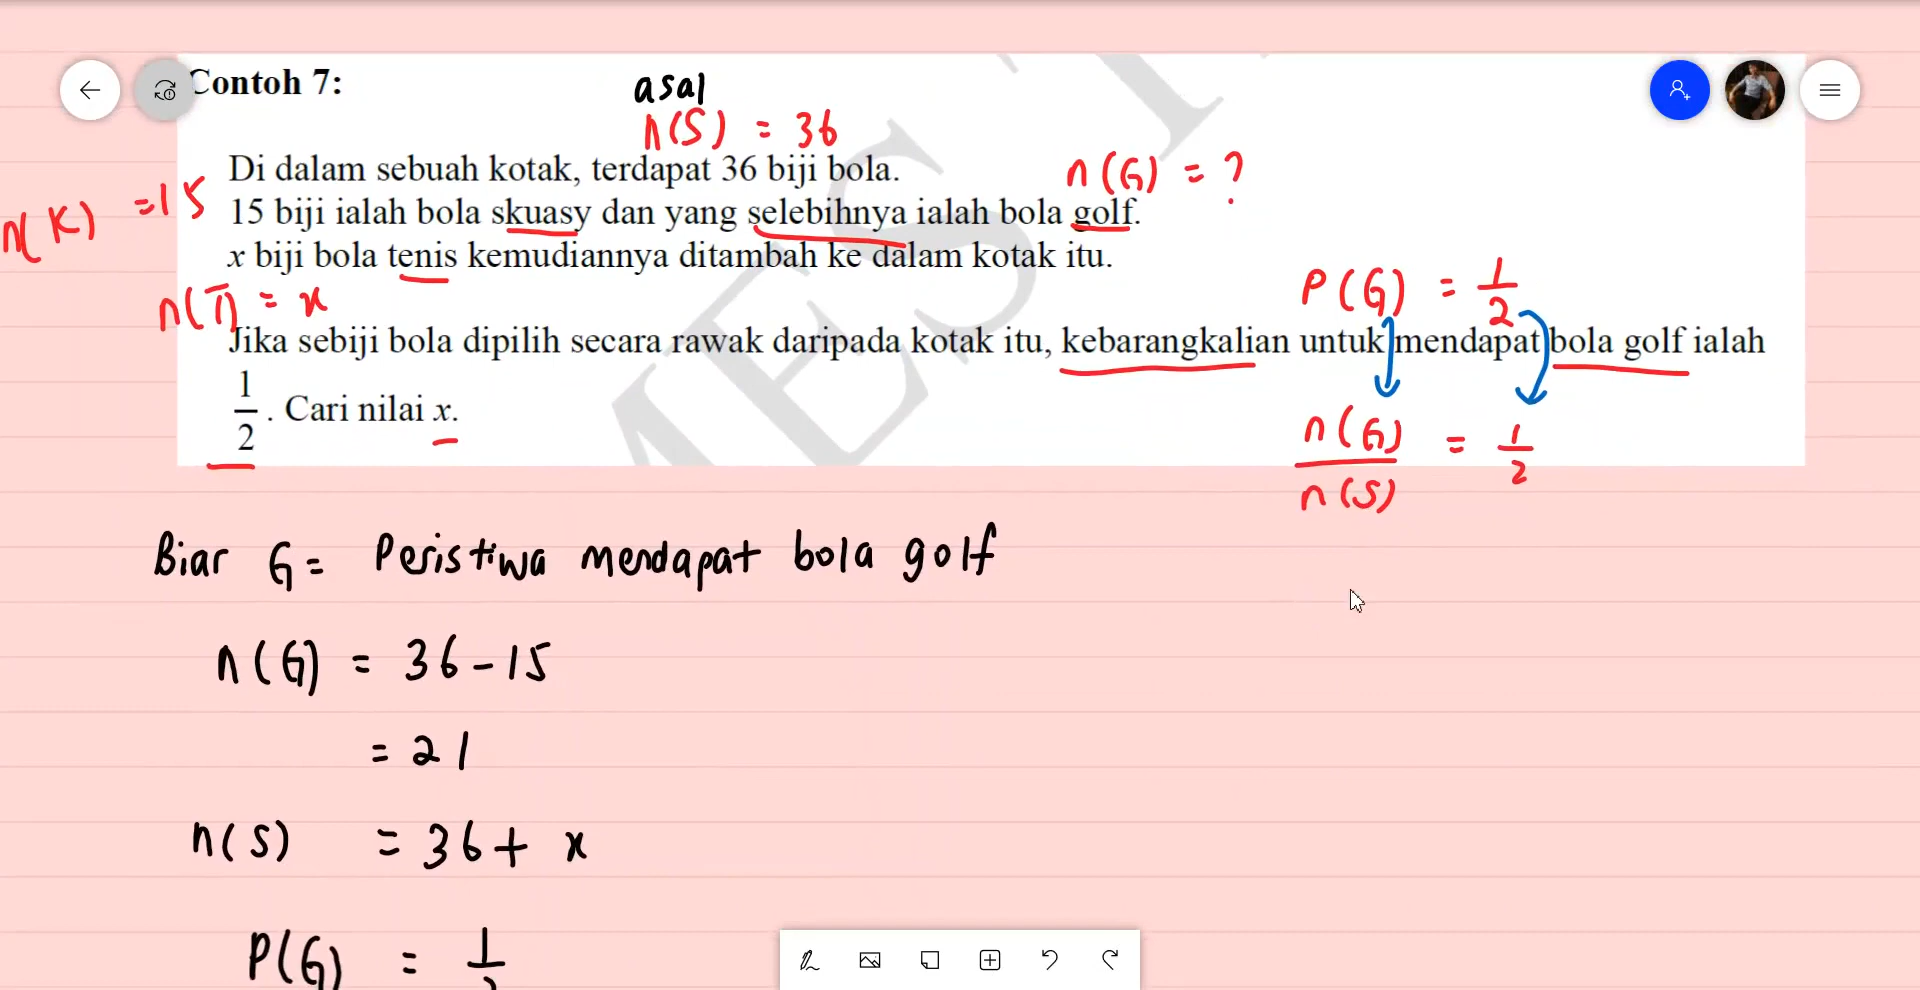 Contoh 7:
asal
n(S) = 36
Di dalam sebuah kotak, terdapat 36 biji bola.
n(G) = ?
n(K) = 15
15 biji ialah bola skuasy dan yang selebihnya ialah bola golf.
x biji bola tenis kemudiannya ditambah ke dalam kotak itu.
n(T) = x
P(G) = 1/2
Jika sebiji bola dipilih secara rawak daripada kotak itu, kebarangkalian untuk mendapat bola golf ialah
1/2 . Cari nilai x.
n(G)/n(S) = 1/2
Biar G = Peristiwa mendapat bola golf
n(G) = 36 - 15
= 21
n(S) = 36 + x
P(G) = 1/2
MES T